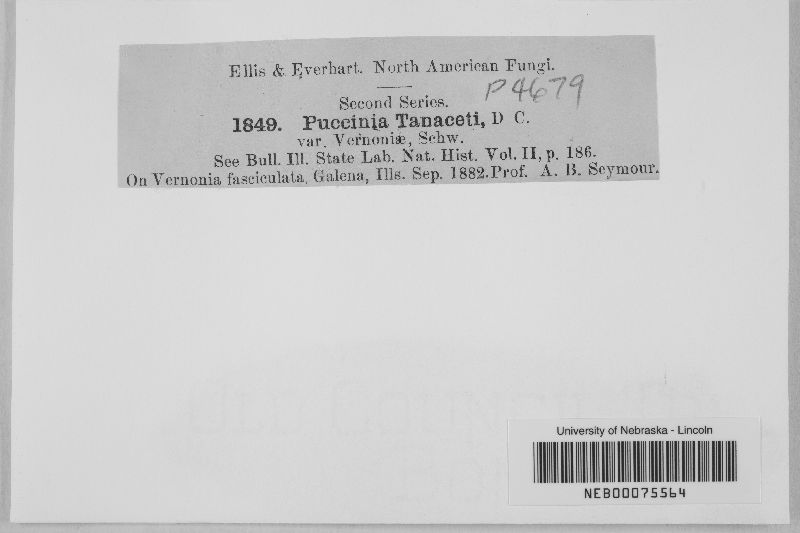 Ellis & Everhart. North American Fungi.
P4679
Second Series.
1849. Puccinia Tanaceti, D C.
var. Vernoniæ, Schw.
See Bull. Ill. State Lab. Nat. Hist. Vol. II, p. 186.
On Vernonia fasciculata, Galena, Ills. Sep. 1882. Prof. A. B. Seymour.
University of Nebraska - Lincoln
NEB00075564